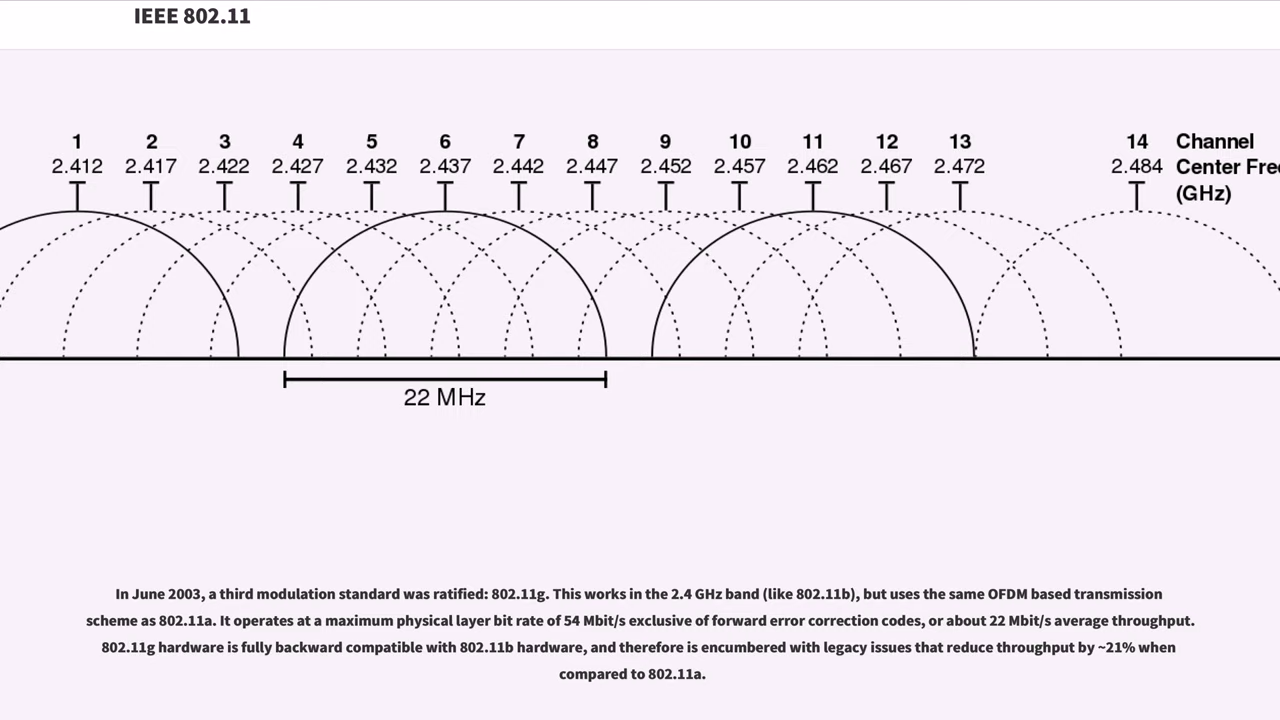 IEEE 802.11
1 2 3 4 5 6 7 8 9 10 11 12 13 14 Channel
2.412 2.417 2.422 2.427 2.432 2.437 2.442 2.447 2.452 2.457 2.462 2.467 2.472 2.484 Center Fre
(GHz)
22 MHz
In June 2003, a third modulation standard was ratified: 802.11g. This works in the 2.4 GHz band (like 802.11b), but uses the same OFDM based transmission
scheme as 802.11a. It operates at a maximum physical layer bit rate of 54 Mbit/s exclusive of forward error correction codes, or about 22 Mbit/s average throughput.
802.11g hardware is fully backward compatible with 802.11b hardware, and therefore is encumbered with legacy issues that reduce throughput by ~21% when
compared to 802.11a.